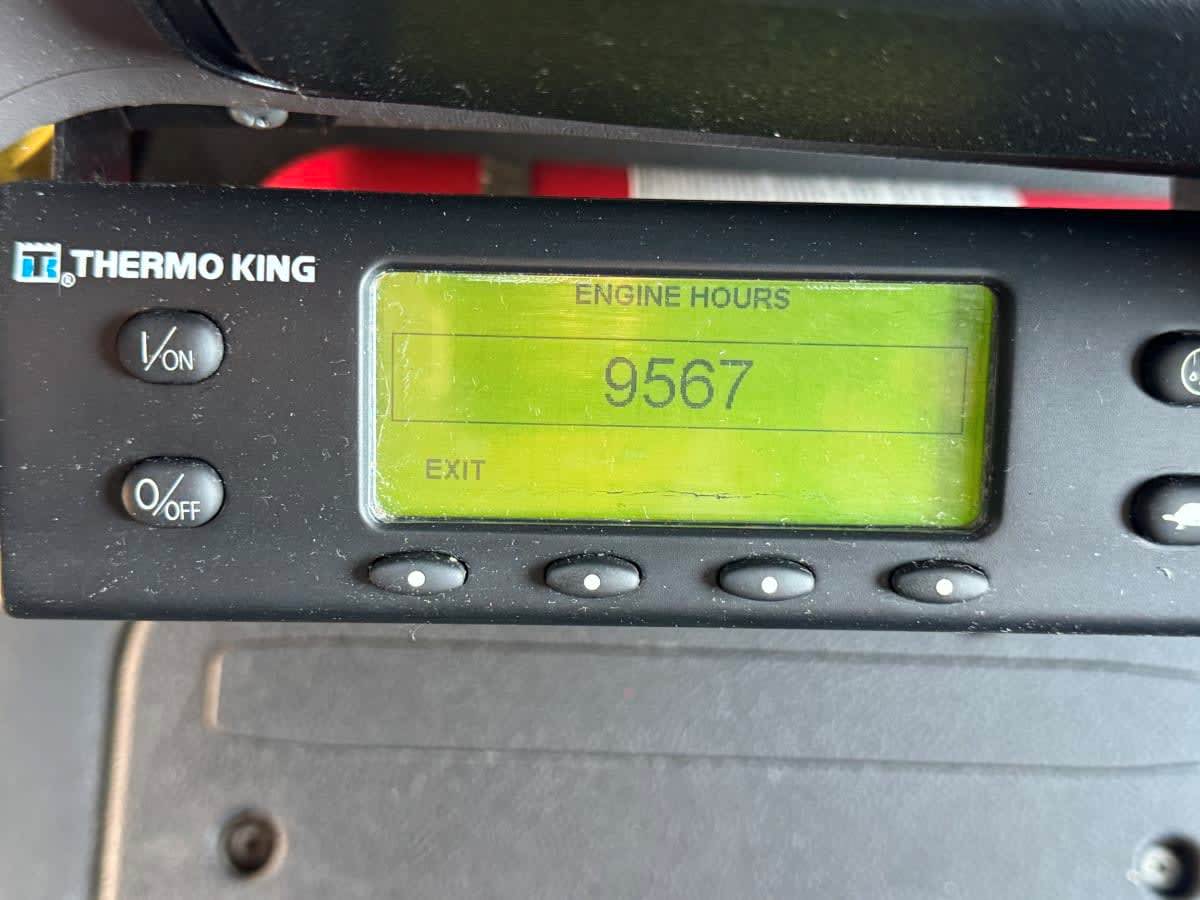 THERMO KING
®
ENGINE HOURS
9567
EXIT
I/ON
O/OFF